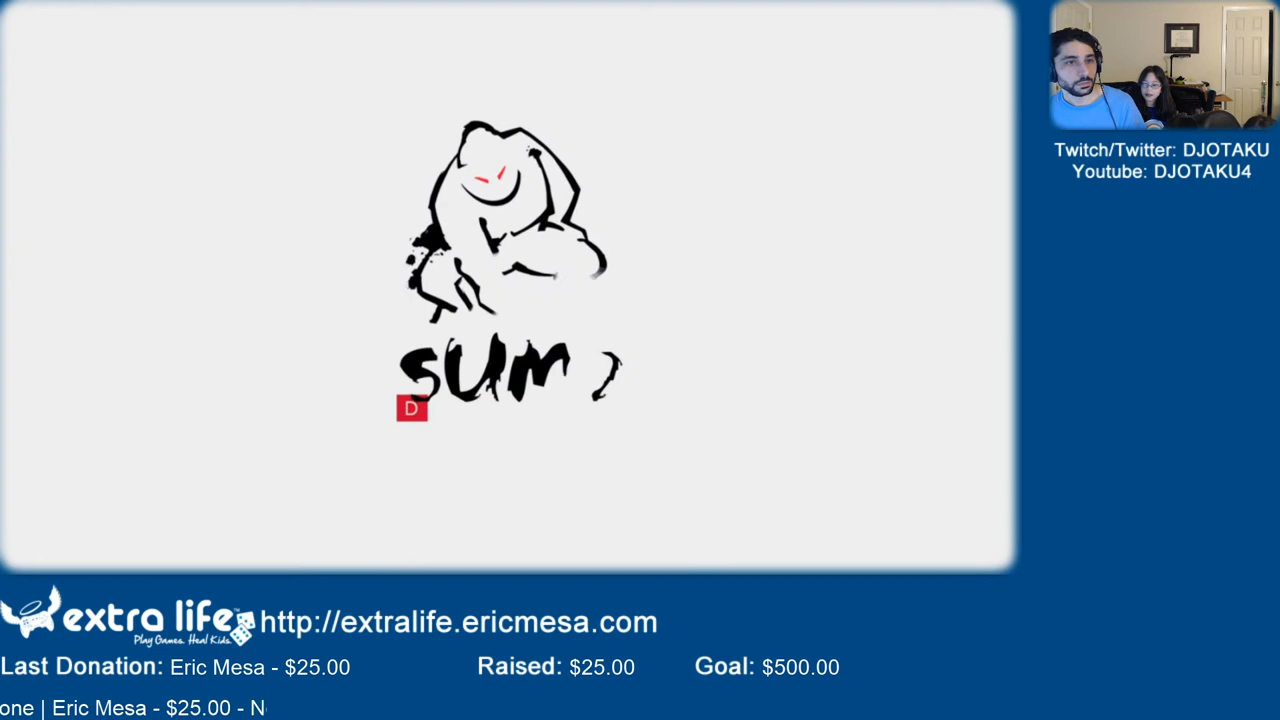 SUMO
D
Twitch/Twitter: DJOTAKU
Youtube: DJOTAKU4
extra life™
Play Games. Heal Kids.
http://extralife.ericmesa.com
Last Donation: Eric Mesa - $25.00 Raised: $25.00 Goal: $500.00
one | Eric Mesa - $25.00 - N